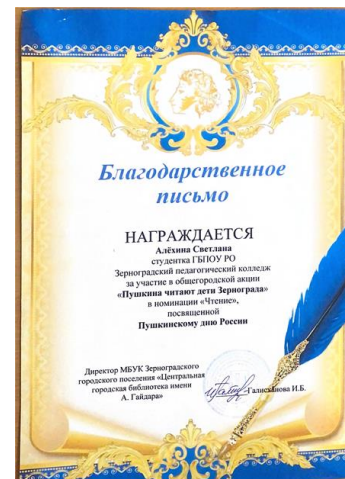 Благодарственное
письмо
НАГРАЖДАЕТСЯ
Алёхина Светлана
студентка ГБПОУ РО
Зерноградский педагогический колледж
за участие в общегородской акции
«Пушкина читают дети Зернограда»
в номинации «Чтение»,
посвященной
Пушкинскому дню России
Директор МБУК Зерноградского
городского поселения «Центральная
городская библиотека имени
А. Гайдара»
Галисханова И.Б.